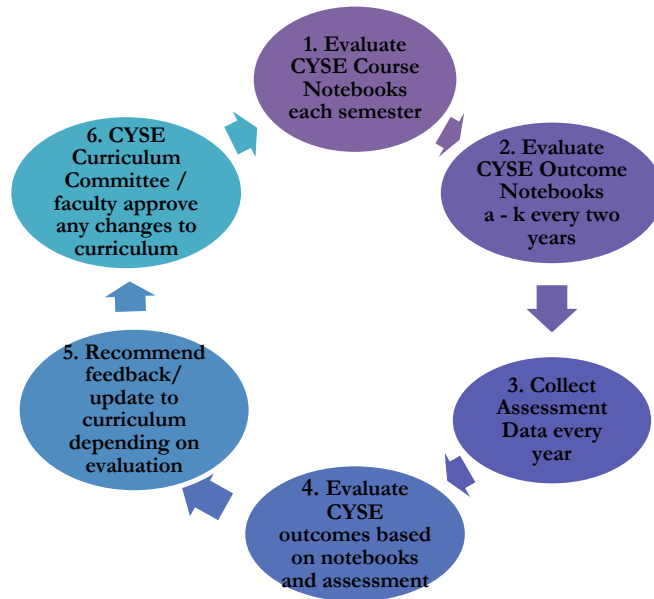 1. Evaluate
CYSE Course
Notebooks
each semester
2. Evaluate
CYSE Outcome
Notebooks
a - k every two
years
3. Collect
Assessment
Data every
year
4. Evaluate
CYSE
outcomes based
on notebooks
and assessment
5. Recommend
feedback/
update to
curriculum
depending on
evaluation
6. CYSE
Curriculum
Committee /
faculty approve
any changes to
curriculum